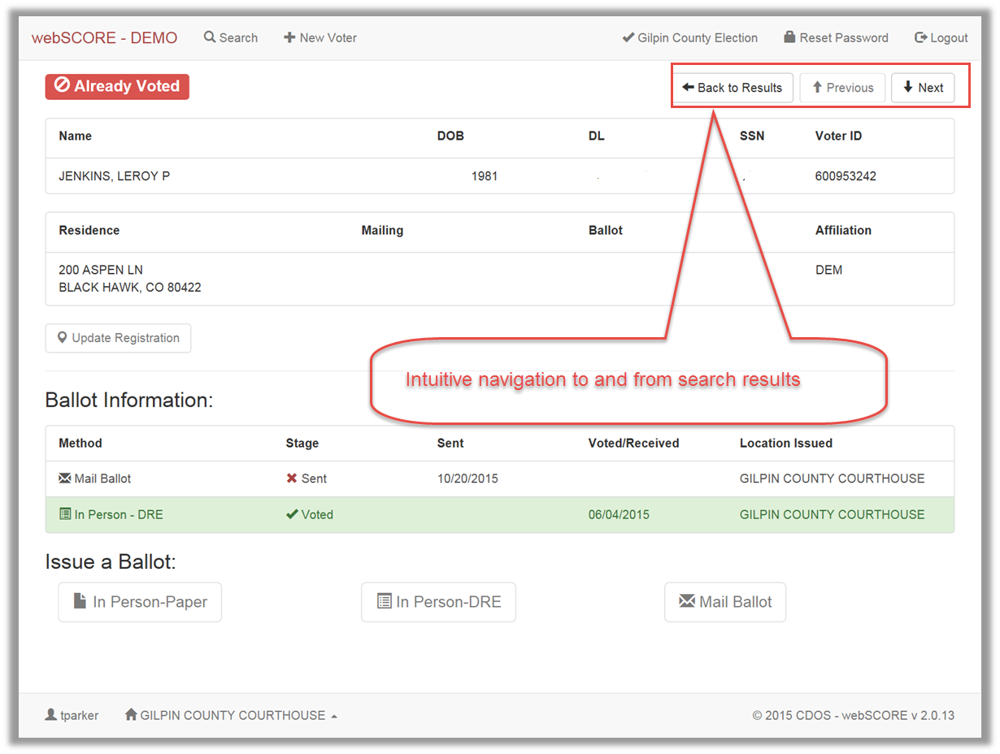 webSCORE - DEMO Search New Voter Gilpin County Election Reset Password Logout
Already Voted Back to Results Previous Next
Name DOB DL SSN Voter ID
JENKINS, LEROY P 1981 600953242
Residence Mailing Ballot Affiliation
200 ASPEN LN DEM
BLACK HAWK, CO 80422
Update Registration
Intuitive navigation to and from search results
Ballot Information:
Method Stage Sent Voted/Received Location Issued
Mail Ballot Sent 10/20/2015 GILPIN COUNTY COURTHOUSE
In Person - DRE Voted 06/04/2015 GILPIN COUNTY COURTHOUSE
Issue a Ballot:
In Person-Paper In Person-DRE Mail Ballot
tparker GILPIN COUNTY COURTHOUSE © 2015 CDOS - webSCORE v 2.0.13